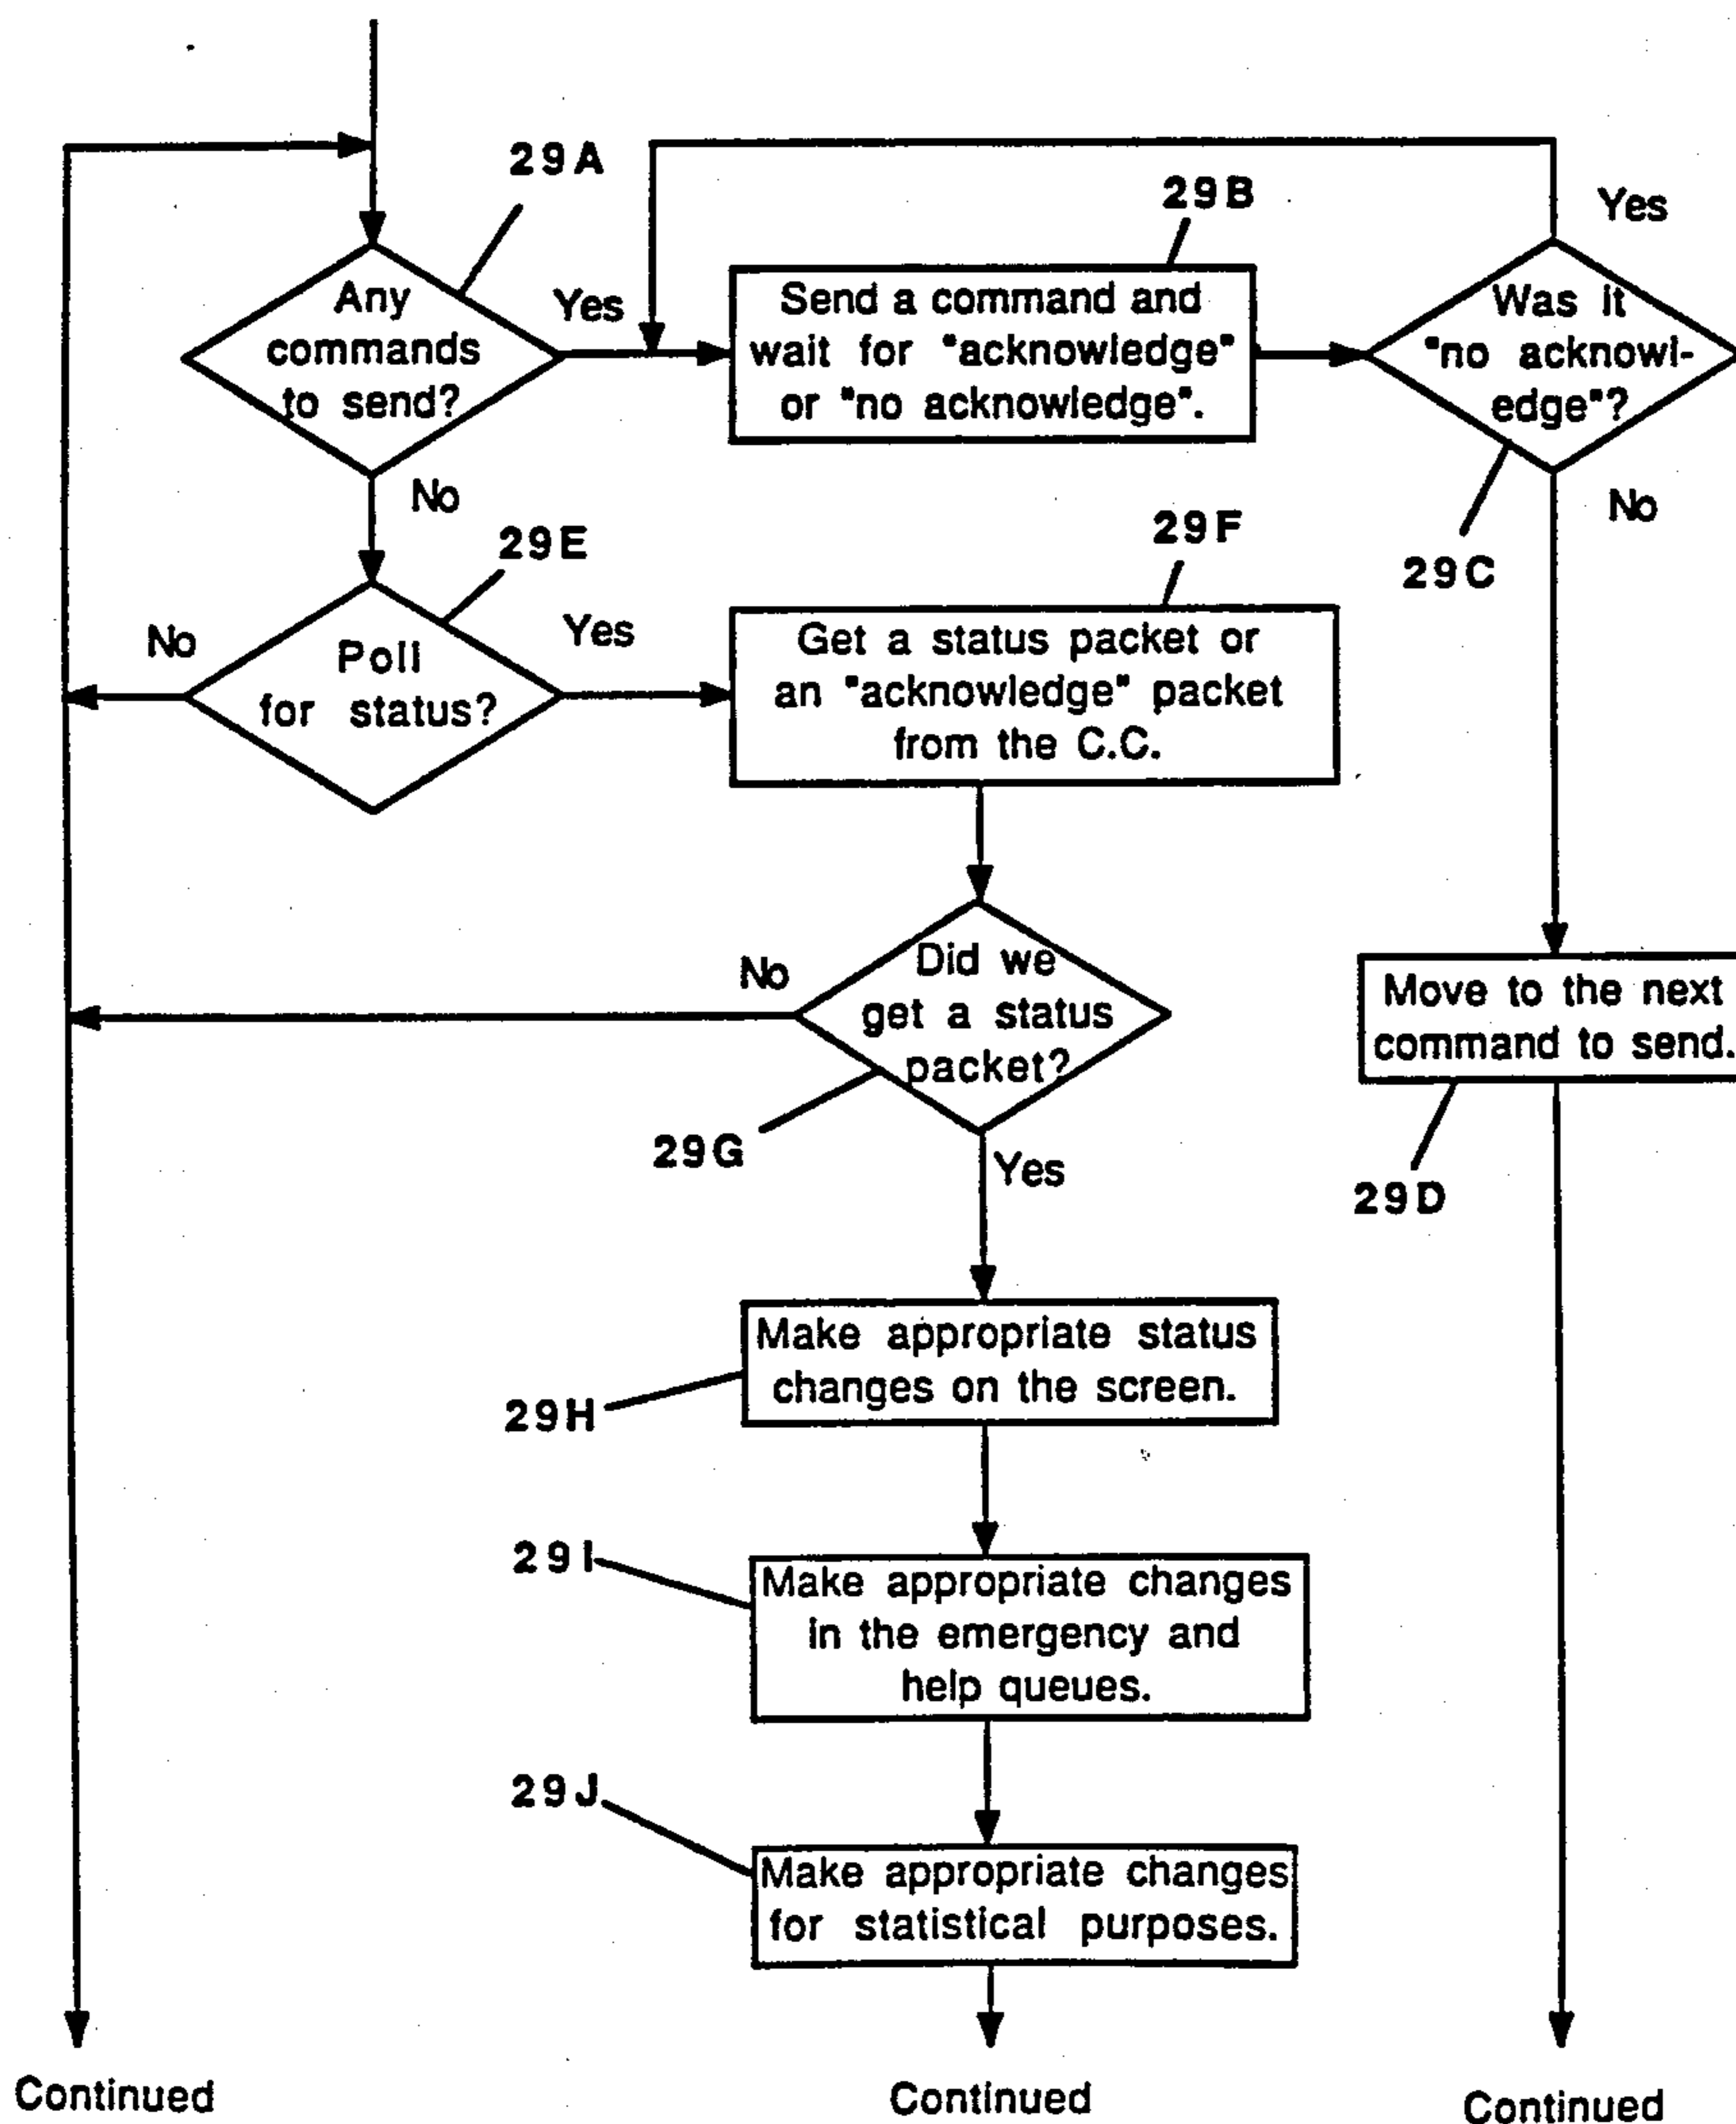 29A
29B
Yes
Any
commands
to send?
Yes
Send a command and
wait for "acknowledge"
or "no acknowledge".
Was it
"no acknowl-
edge"?
No
No
29E
29F
29C
No
Poll
for status?
Yes
Get a status packet or
an "acknowledge" packet
from the C.C.
No
Did we
get a status
packet?
Move to the next
command to send.
29G
Yes
29D
Make appropriate status
changes on the screen.
29H
29I
Make appropriate changes
in the emergency and
help queues.
29J
Make appropriate changes
for statistical purposes.
Continued
Continued
Continued